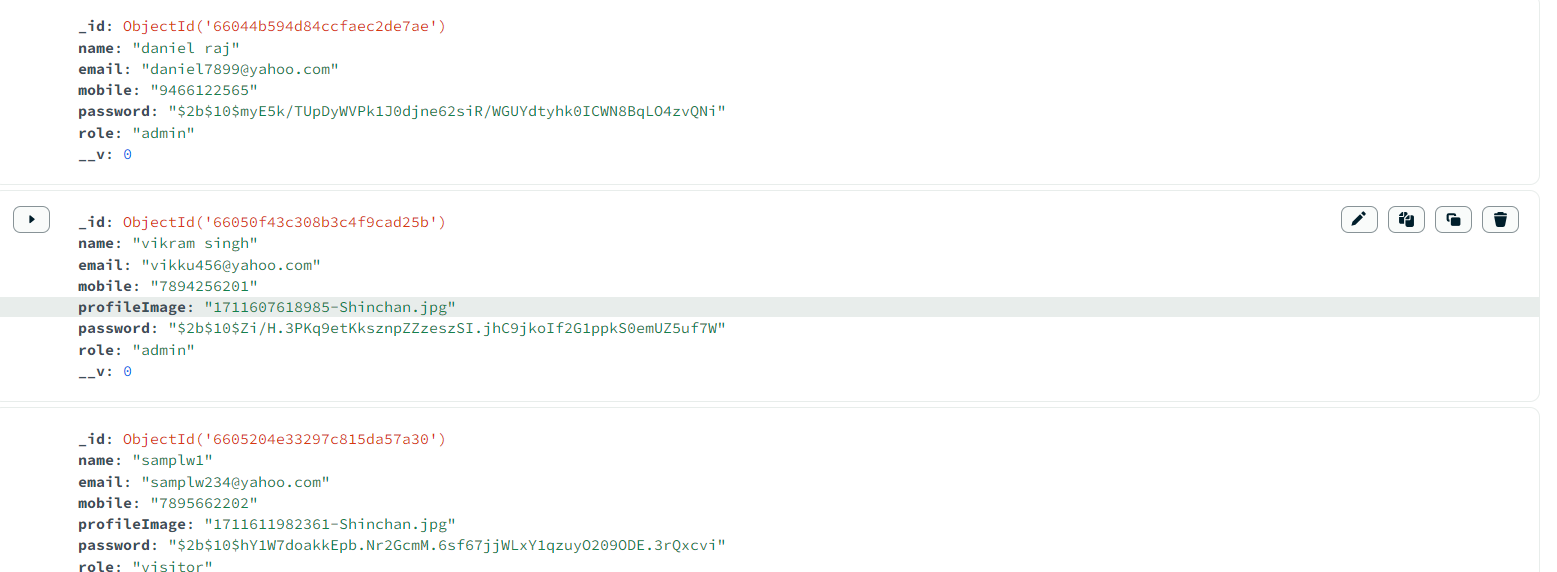 _id: ObjectId('66044b594d84ccfaec2de7ae')
name: "daniel raj"
email: "daniel7899@yahoo.com"
mobile: "9466122565"
password: "$2b$10$myE5k/TUpDyWVPk1J0djne62siR/WGUYdtyhk0ICWN8BqLO4zvQNi"
role: "admin"
__v: 0
_id: ObjectId('66050f43c308b3c4f9cad25b')
name: "vikram singh"
email: "vikku456@yahoo.com"
mobile: "7894256201"
profileImage: "1711607618985-Shinchan.jpg"
password: "$2b$10$Zi/H.3PKq9etKksznpZZzeszSI.jhC9jkoIf2G1ppkS0emUZ5uf7W"
role: "admin"
__v: 0
_id: ObjectId('6605204e33297c815da57a30')
name: "samplw1"
email: "samplw234@yahoo.com"
mobile: "7895662202"
profileImage: "1711611982361-Shinchan.jpg"
password: "$2b$10$hY1W7doakkEpb.Nr2GcmM.6sf67jjWLxY1qzuyO209ODE.3rQxcvi"
role: "visitor"